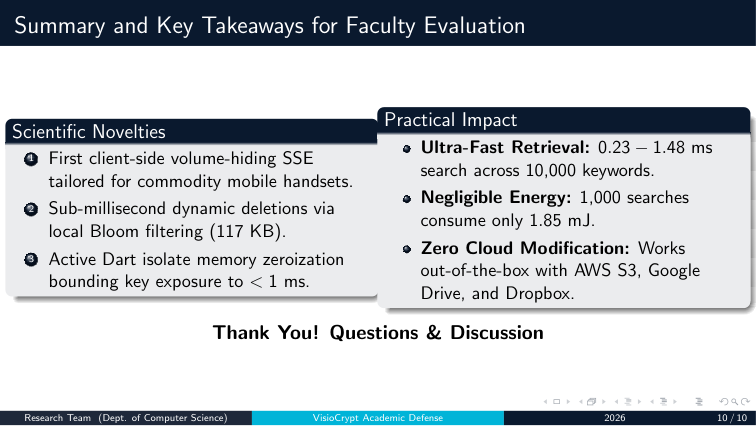 Summary and Key Takeaways for Faculty Evaluation
Scientific Novelties
1 First client-side volume-hiding SSE
tailored for commodity mobile handsets.
2 Sub-millisecond dynamic deletions via
local Bloom filtering (117 KB).
3 Active Dart isolate memory zeroization
bounding key exposure to < 1 ms.
Practical Impact
Ultra-Fast Retrieval: 0.23 – 1.48 ms
search across 10,000 keywords.
Negligible Energy: 1,000 searches
consume only 1.85 mJ.
Zero Cloud Modification: Works
out-of-the-box with AWS S3, Google
Drive, and Dropbox.
Thank You! Questions & Discussion
Research Team (Dept. of Computer Science)
VisioCrypt Academic Defense
2026
10 / 10